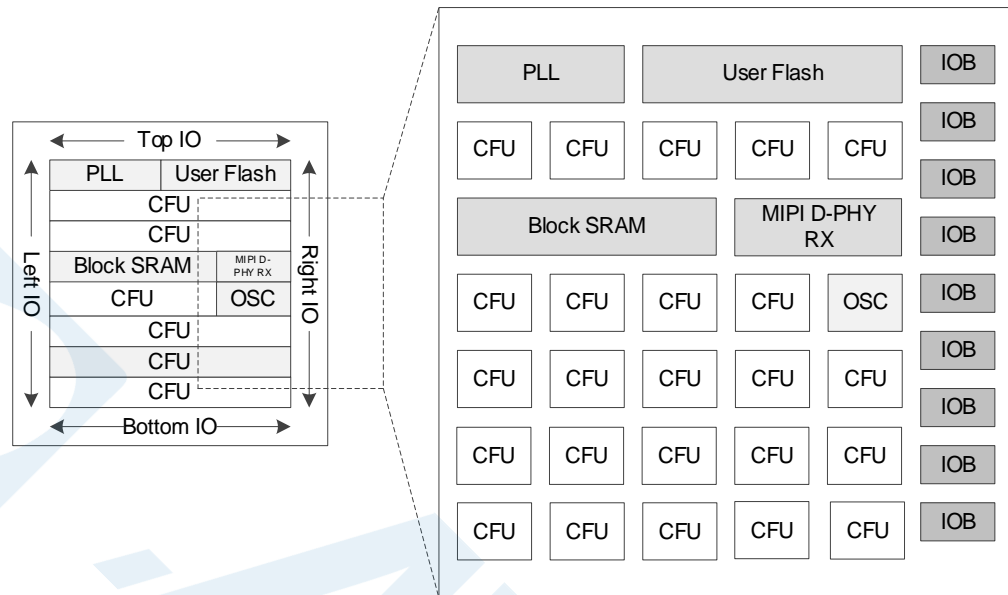 Top IO
PLL User Flash
CFU
CFU
Block SRAM MIPI D-
PHY RX
CFU OSC
CFU
CFU
CFU
Bottom IO
Left IO
Right IO
PLL User Flash IOB
IOB
CFU CFU CFU CFU CFU
IOB
Block SRAM MIPI D-PHY
RX
IOB
CFU CFU CFU CFU OSC IOB
IOB
CFU CFU CFU CFU CFU
IOB
CFU CFU CFU CFU CFU IOB
CFU CFU CFU CFU CFU IOB